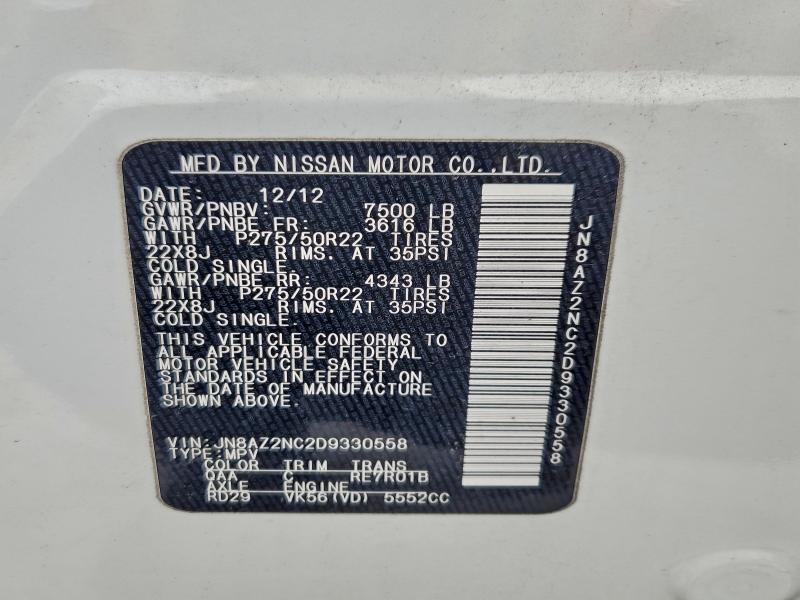 MFD BY NISSAN MOTOR CO.,LTD.
DATE: 12/12
GVWR/PNBV: 7500 LB
GAWR/PNBE FR: 3616 LB
WITH P275/50R22 TIRES
22X8J RIMS. AT 35PSI
COLD SINGLE.
GAWR/PNBE RR: 4343 LB
WITH P275/50R22 TIRES
22X8J RIMS. AT 35PSI
COLD SINGLE.
THIS VEHICLE CONFORMS TO
ALL APPLICABLE FEDERAL
MOTOR VEHICLE SAFETY
STANDARDS IN EFFECT ON
THE DATE OF MANUFACTURE
SHOWN ABOVE.
VIN:JN8AZ2NC2D9330558
TYPE:MPV
COLOR TRIM TRANS
QAA C RE7R01B
AXLE ENGINE
RD29 VK56(VD) 5552CC
JN8AZ2NC2D9330558